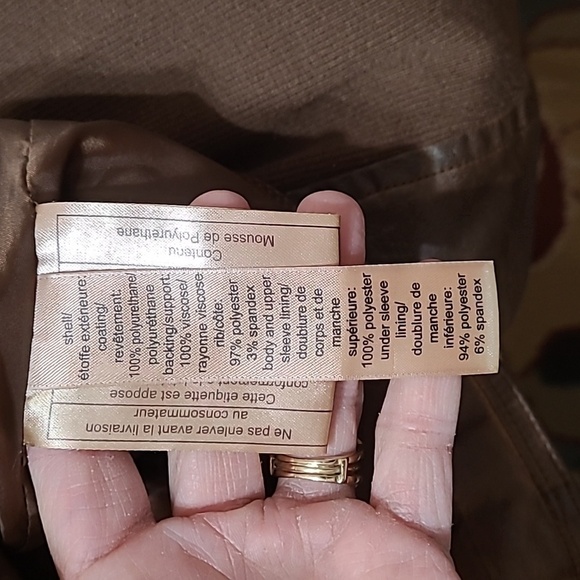 shell/
étoffe extérieure:
coating/
revêtement:
100% polyurethane/
polyuréthane
backing/support:
100% viscose/
rayonne viscose
rib/côte:
97% polyester
3% spandex
body and upper
sleeve lining/
doublure de
corps et de
manche
supérieure:
100% polyester
under sleeve
lining/
doublure de
manche
inférieure:
94% polyester
6% spandex
Ne pas enlever avant la livraison
au consommateur
Cette étiquette est apposé
conformément
Contenu
Mousse de Polyuréthane